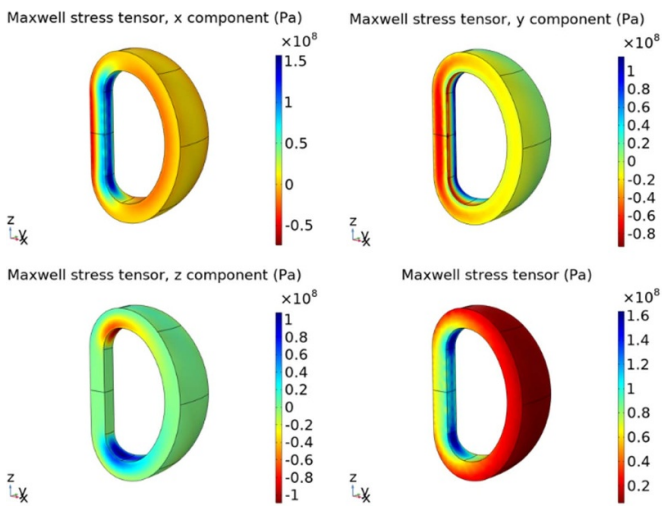 Maxwell stress tensor, x component (Pa)
×10⁸
1.5
1
0.5
0
-0.5
z
y
x
Maxwell stress tensor, y component (Pa)
×10⁸
1
0.8
0.6
0.4
0.2
0
-0.2
-0.4
-0.6
-0.8
z
y
x
Maxwell stress tensor, z component (Pa)
×10⁸
1
0.8
0.6
0.4
0.2
0
-0.2
-0.4
-0.6
-0.8
-1
z
y
x
Maxwell stress tensor (Pa)
×10⁸
1.6
1.4
1.2
1
0.8
0.6
0.4
0.2
z
y
x